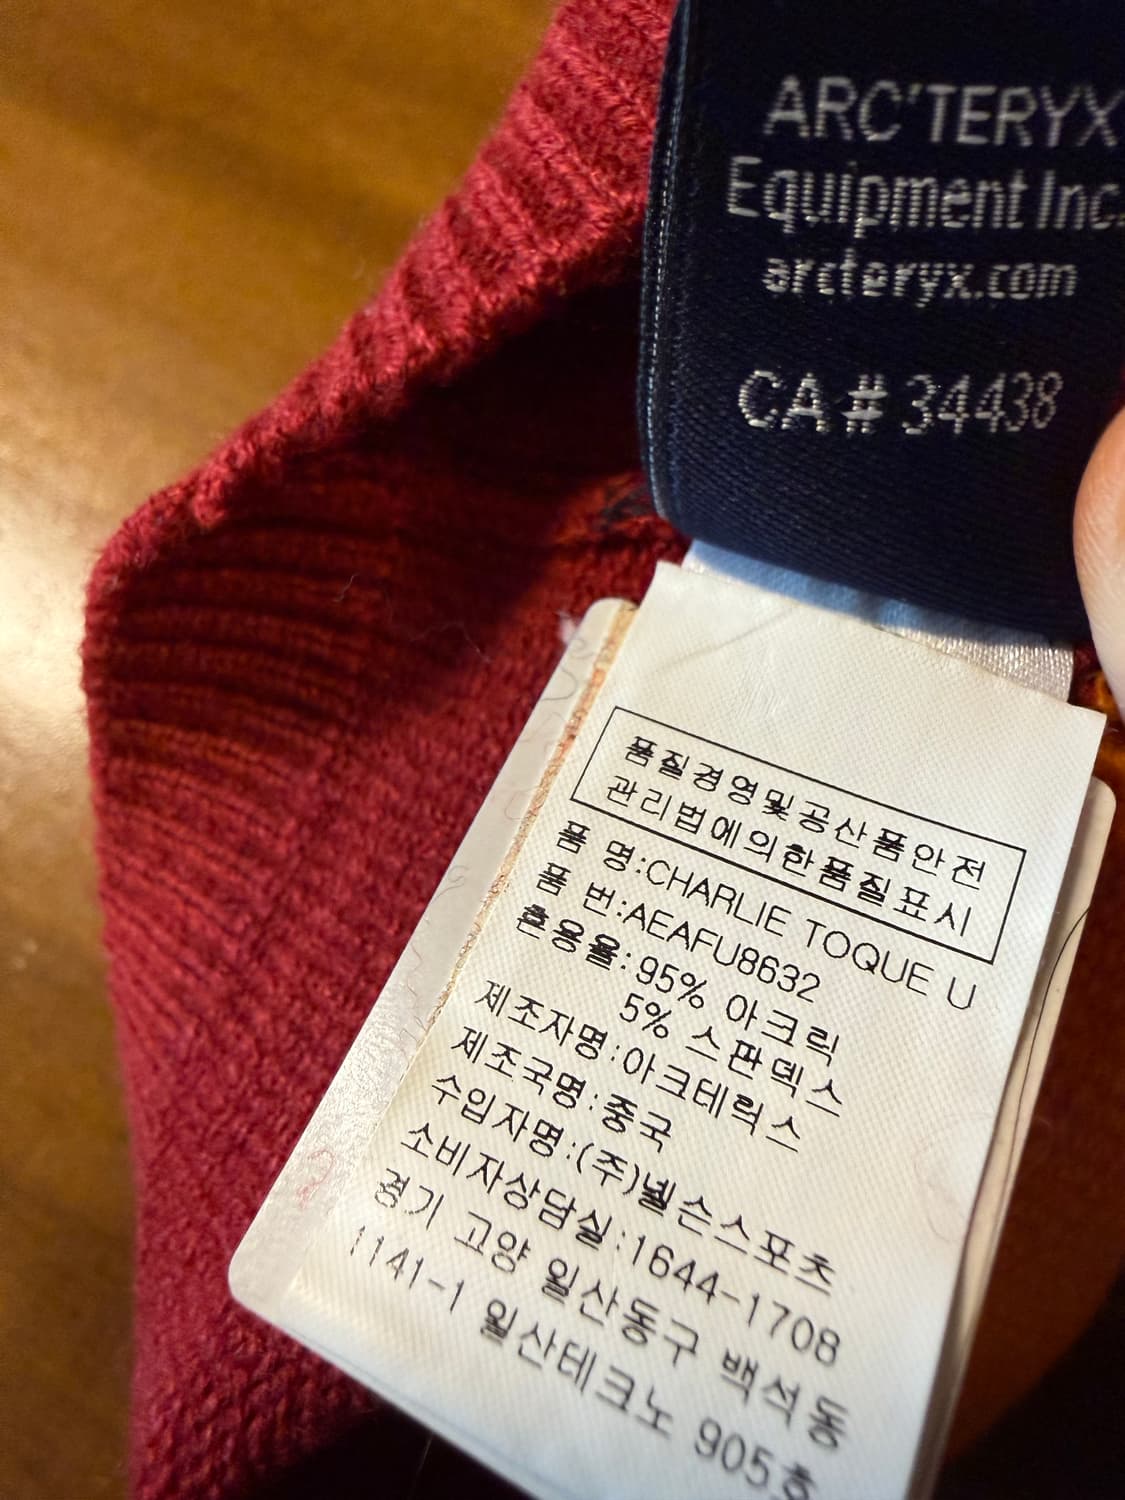 ARC'TERYX
Equipment Inc.
arcteryx.com
CA# 34438
품질경영및공산품안전
관리법에의한품질표시
품 명:CHARLIE TOQUE U
품 번:AEAFU8632
혼용율:95% 아크릭
5% 스판덱스
제조자명:아크테릭스
제조국명:중국
수입자명:(주)넬슨스포츠
소비자상담실:1644-1708
경기 고양 일산동구 백석동
1141-1 일산테크노 905호